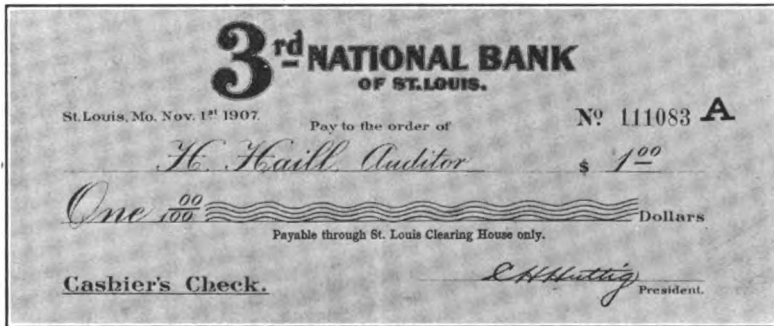 3rd NATIONAL BANK
OF ST. LOUIS.
St. Louis, Mo. Nov. 1st 1907.
Pay to the order of
No 111083 A
H. Haill, Auditor $ 1 00
One 00/100 Dollars
Payable through St. Louis Clearing House only.
Cashier's Check.
C H Huttig
President.